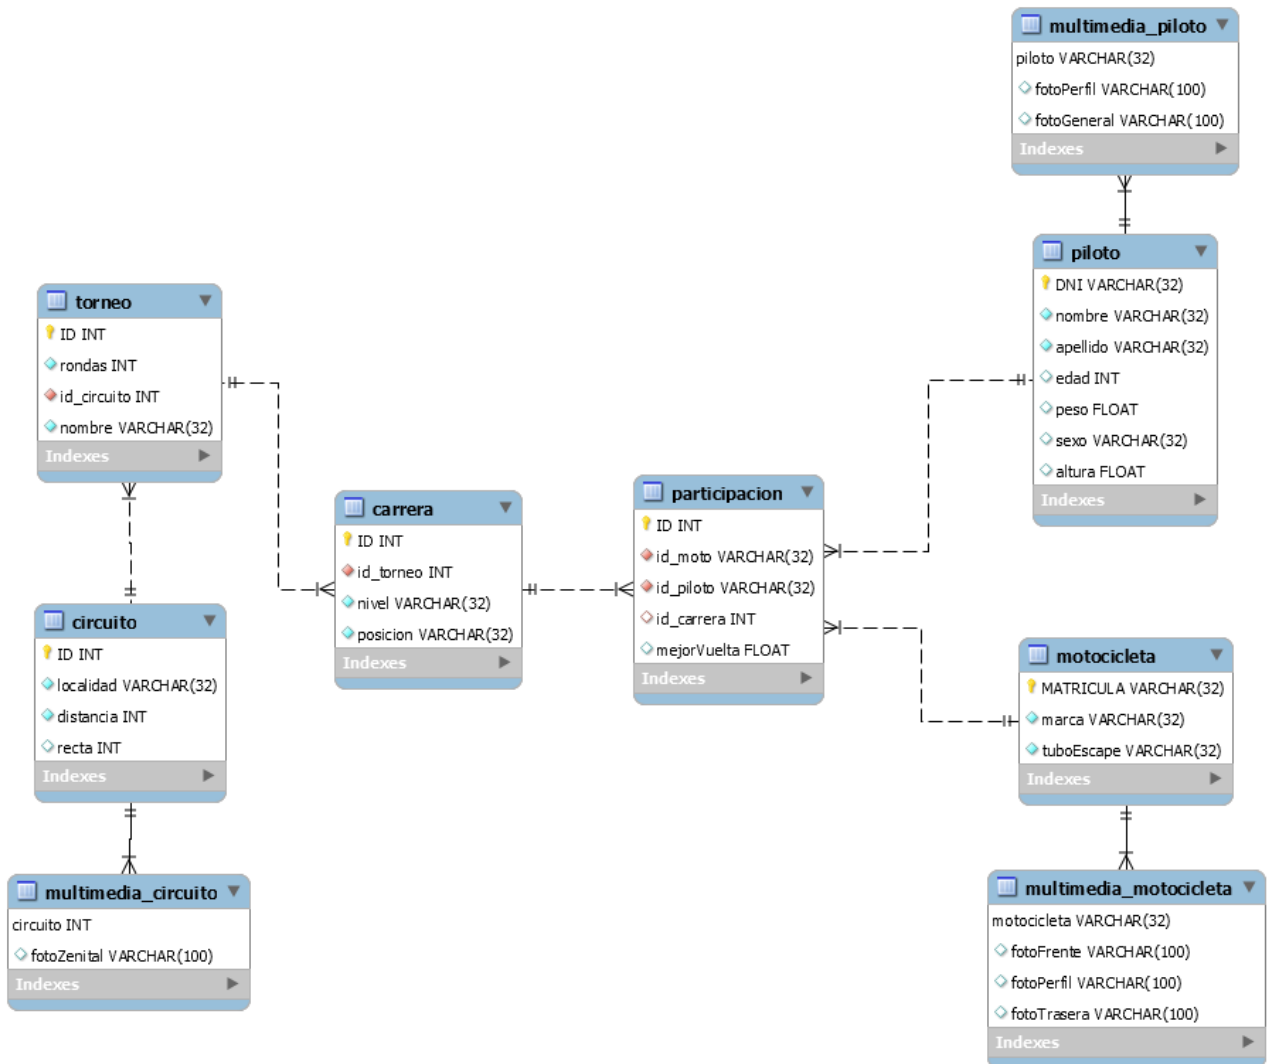 multimedia_piloto
piloto VARCHAR(32)
fotoPerfil VARCHAR(100)
fotoGeneral VARCHAR(100)
Indexes
piloto
DNI VARCHAR(32)
nombre VARCHAR(32)
apellido VARCHAR(32)
edad INT
peso FLOAT
sexo VARCHAR(32)
altura FLOAT
Indexes
torneo
ID INT
rondas INT
id_circuito INT
nombre VARCHAR(32)
Indexes
carrera
ID INT
id_torneo INT
nivel VARCHAR(32)
posicion VARCHAR(32)
Indexes
participacion
ID INT
id_moto VARCHAR(32)
id_piloto VARCHAR(32)
id_carrera INT
mejorVuelta FLOAT
Indexes
circuito
ID INT
localidad VARCHAR(32)
distancia INT
recta INT
Indexes
motocicleta
MATRICULA VARCHAR(32)
marca VARCHAR(32)
tuboEscape VARCHAR(32)
Indexes
multimedia_circuito
circuito INT
fotoZenital VARCHAR(100)
Indexes
multimedia_motocicleta
motocicleta VARCHAR(32)
fotoFrente VARCHAR(100)
fotoPerfil VARCHAR(100)
fotoTrasera VARCHAR(100)
Indexes